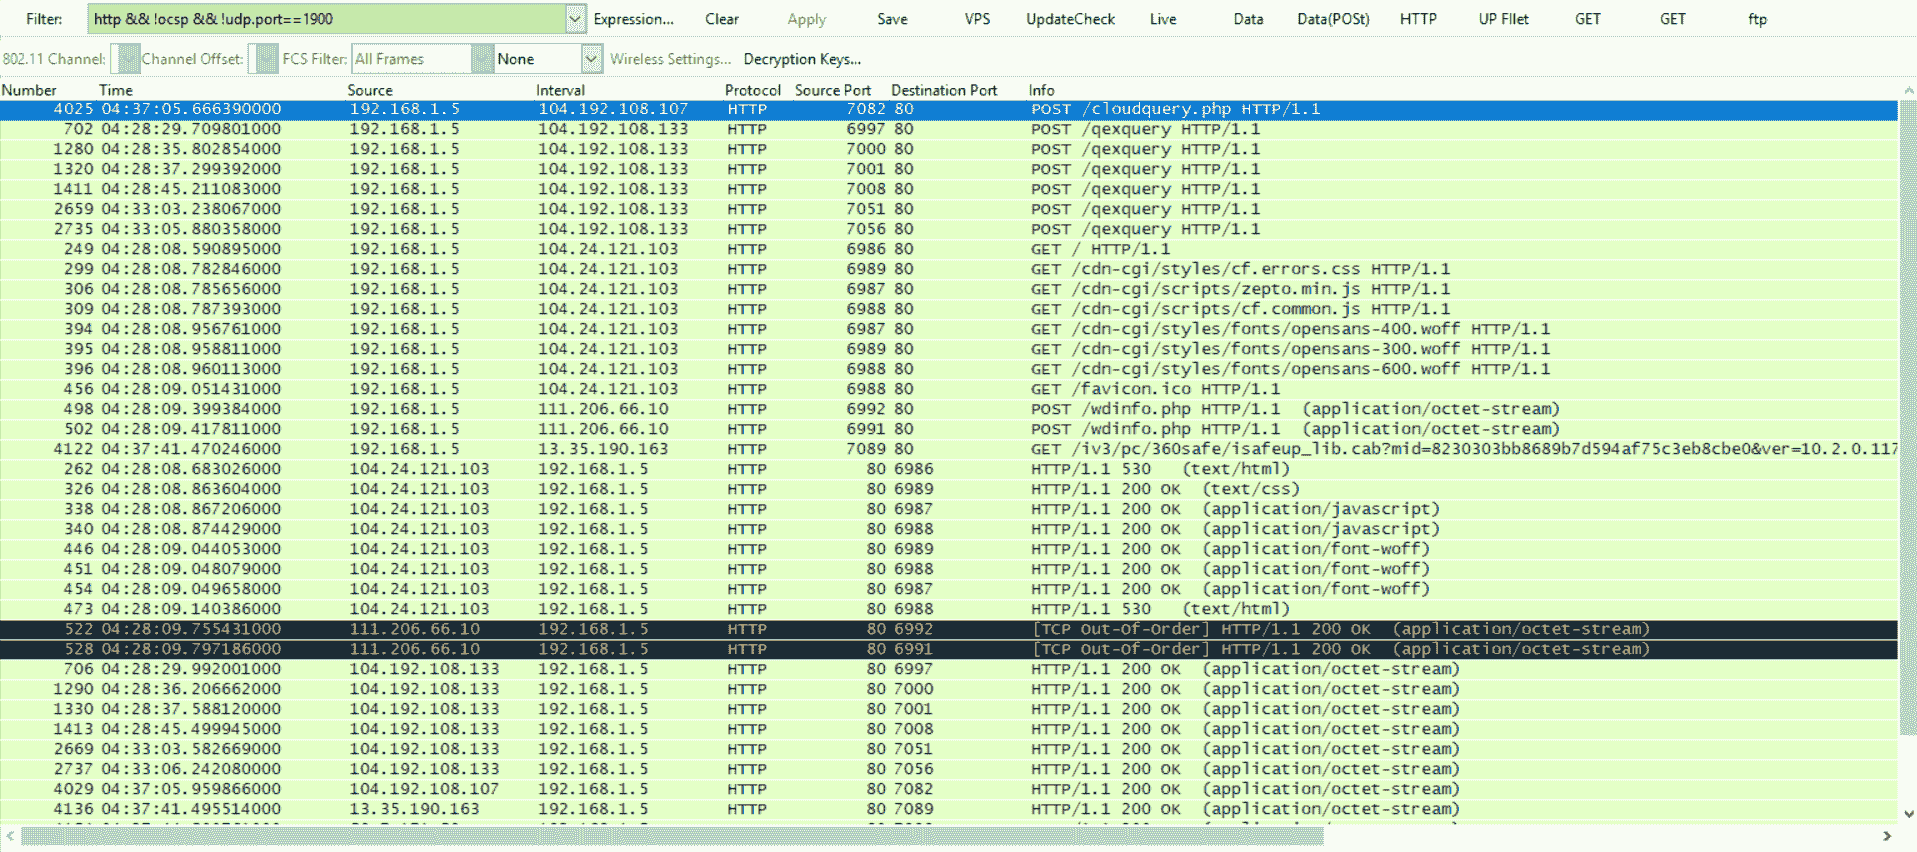 Filter: http && !ocsp && !udp.port==1900 Expression... Clear Apply Save VPS UpdateCheck Live Data Data(POSt) HTTP UP FIlet GET GET ftp
802.11 Channel: Channel Offset: FCS Filter: All Frames None Wireless Settings... Decryption Keys...
Number Time Source Interval Protocol Source Port Destination Port Info
4025 04:37:05.666390000 192.168.1.5 104.192.108.107 HTTP 7082 80 POST /cloudquery.php HTTP/1.1
702 04:28:29.709801000 192.168.1.5 104.192.108.133 HTTP 6997 80 POST /qexquery HTTP/1.1
1280 04:28:35.802854000 192.168.1.5 104.192.108.133 HTTP 7000 80 POST /qexquery HTTP/1.1
1320 04:28:37.299392000 192.168.1.5 104.192.108.133 HTTP 7001 80 POST /qexquery HTTP/1.1
1411 04:28:45.211083000 192.168.1.5 104.192.108.133 HTTP 7008 80 POST /qexquery HTTP/1.1
2659 04:33:03.238067000 192.168.1.5 104.192.108.133 HTTP 7051 80 POST /qexquery HTTP/1.1
2735 04:33:05.880358000 192.168.1.5 104.192.108.133 HTTP 7056 80 POST /qexquery HTTP/1.1
249 04:28:08.590895000 192.168.1.5 104.24.121.103 HTTP 6986 80 GET / HTTP/1.1
299 04:28:08.782846000 192.168.1.5 104.24.121.103 HTTP 6989 80 GET /cdn-cgi/styles/cf.errors.css HTTP/1.1
306 04:28:08.785656000 192.168.1.5 104.24.121.103 HTTP 6987 80 GET /cdn-cgi/scripts/zepto.min.js HTTP/1.1
309 04:28:08.787393000 192.168.1.5 104.24.121.103 HTTP 6988 80 GET /cdn-cgi/scripts/cf.common.js HTTP/1.1
394 04:28:08.956761000 192.168.1.5 104.24.121.103 HTTP 6987 80 GET /cdn-cgi/styles/fonts/opensans-400.woff HTTP/1.1
395 04:28:08.958811000 192.168.1.5 104.24.121.103 HTTP 6989 80 GET /cdn-cgi/styles/fonts/opensans-300.woff HTTP/1.1
396 04:28:08.960113000 192.168.1.5 104.24.121.103 HTTP 6988 80 GET /cdn-cgi/styles/fonts/opensans-600.woff HTTP/1.1
456 04:28:09.051431000 192.168.1.5 104.24.121.103 HTTP 6988 80 GET /favicon.ico HTTP/1.1
498 04:28:09.399384000 192.168.1.5 111.206.66.10 HTTP 6992 80 POST /wdinfo.php HTTP/1.1 (application/octet-stream)
502 04:28:09.417811000 192.168.1.5 111.206.66.10 HTTP 6991 80 POST /wdinfo.php HTTP/1.1 (application/octet-stream)
4122 04:37:41.470246000 192.168.1.5 13.35.190.163 HTTP 7089 80 GET /iv3/pc/360safe/isafeup_lib.cab?mid=8230303bb8689b7d594af75c3eb8cbe0&ver=10.2.0.117
262 04:28:08.683026000 104.24.121.103 192.168.1.5 HTTP 80 6986 HTTP/1.1 530 (text/html)
326 04:28:08.863604000 104.24.121.103 192.168.1.5 HTTP 80 6989 HTTP/1.1 200 OK (text/css)
338 04:28:08.867206000 104.24.121.103 192.168.1.5 HTTP 80 6987 HTTP/1.1 200 OK (application/javascript)
340 04:28:08.874429000 104.24.121.103 192.168.1.5 HTTP 80 6988 HTTP/1.1 200 OK (application/javascript)
446 04:28:09.044053000 104.24.121.103 192.168.1.5 HTTP 80 6989 HTTP/1.1 200 OK (application/font-woff)
451 04:28:09.048079000 104.24.121.103 192.168.1.5 HTTP 80 6988 HTTP/1.1 200 OK (application/font-woff)
454 04:28:09.049658000 104.24.121.103 192.168.1.5 HTTP 80 6987 HTTP/1.1 200 OK (application/font-woff)
473 04:28:09.140386000 104.24.121.103 192.168.1.5 HTTP 80 6988 HTTP/1.1 530 (text/html)
522 04:28:09.755431000 111.206.66.10 192.168.1.5 HTTP 80 6992 [TCP Out-Of-Order] HTTP/1.1 200 OK (application/octet-stream)
528 04:28:09.797186000 111.206.66.10 192.168.1.5 HTTP 80 6991 [TCP Out-Of-Order] HTTP/1.1 200 OK (application/octet-stream)
706 04:28:29.992001000 104.192.108.133 192.168.1.5 HTTP 80 6997 HTTP/1.1 200 OK (application/octet-stream)
1290 04:28:36.206662000 104.192.108.133 192.168.1.5 HTTP 80 7000 HTTP/1.1 200 OK (application/octet-stream)
1330 04:28:37.588120000 104.192.108.133 192.168.1.5 HTTP 80 7001 HTTP/1.1 200 OK (application/octet-stream)
1413 04:28:45.499945000 104.192.108.133 192.168.1.5 HTTP 80 7008 HTTP/1.1 200 OK (application/octet-stream)
2669 04:33:03.582669000 104.192.108.133 192.168.1.5 HTTP 80 7051 HTTP/1.1 200 OK (application/octet-stream)
2737 04:33:06.242080000 104.192.108.133 192.168.1.5 HTTP 80 7056 HTTP/1.1 200 OK (application/octet-stream)
4029 04:37:05.959866000 104.192.108.107 192.168.1.5 HTTP 80 7082 HTTP/1.1 200 OK (application/octet-stream)
4136 04:37:41.495514000 13.35.190.163 192.168.1.5 HTTP 80 7089 HTTP/1.1 200 OK (application/octet-stream)